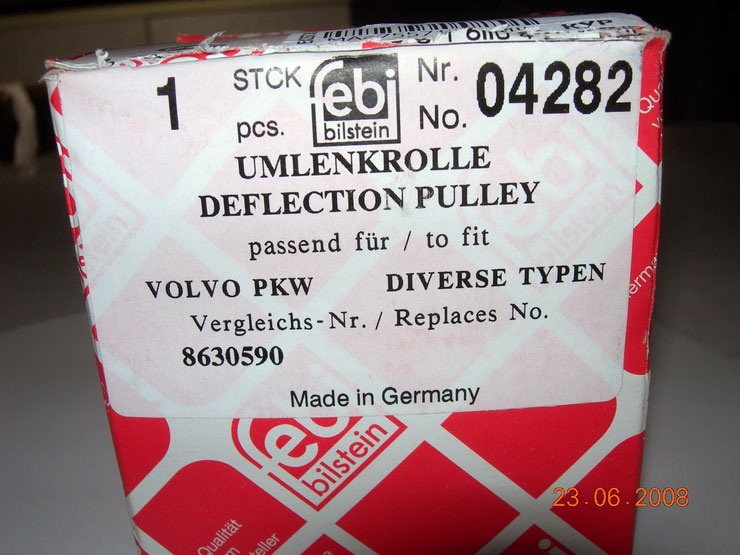 1 STCK pcs. febi bilstein Nr. No. 04282
UMLENKROLLE
DEFLECTION PULLEY
passend für / to fit
VOLVO PKW DIVERSE TYPEN
Vergleichs-Nr. / Replaces No.
8630590
Made in Germany
febi
bilstein
Qualität
23.06.2008